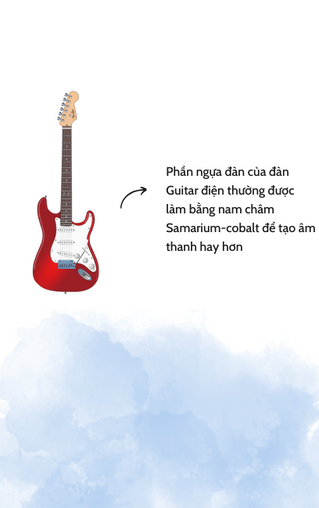 Phần ngựa đàn của đàn
Guitar điện thường được
làm bằng nam châm
Samarium-cobalt để tạo âm
thanh hay hơn